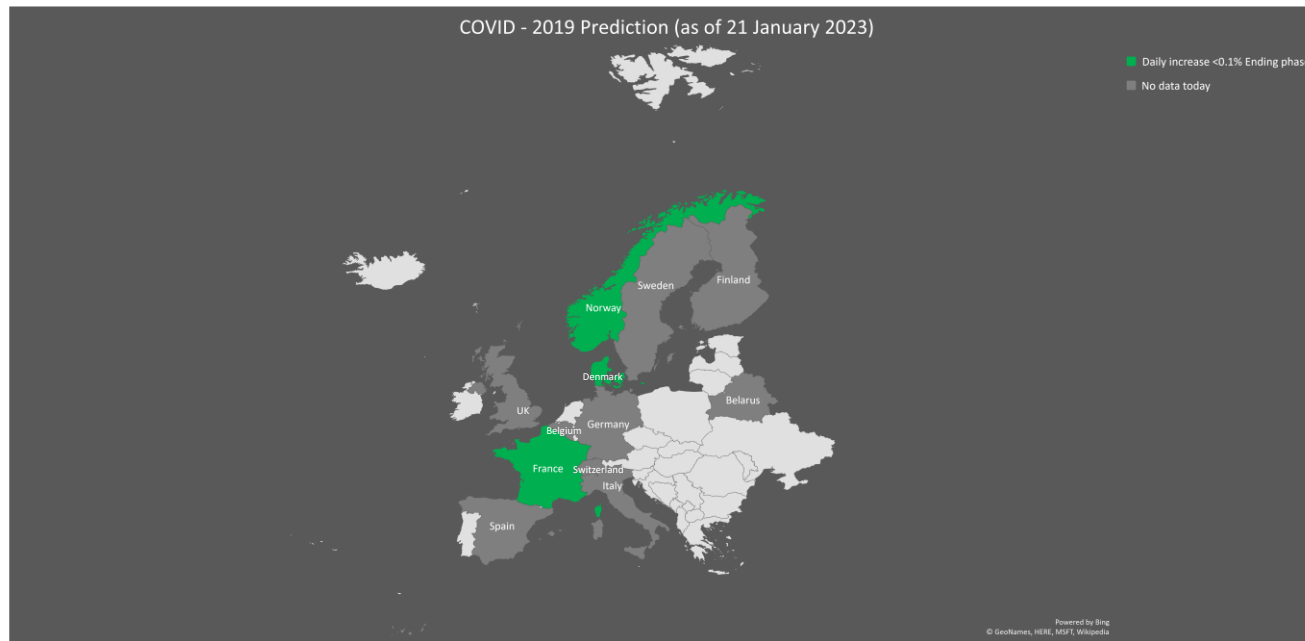 COVID - 2019 Prediction (as of 21 January 2023)
Daily increase <0.1% Ending phase
No data today
Sweden
Finland
Norway
Denmark
Belarus
UK
Belgium
Germany
France
Switzerland
Italy
Spain
Powered by Bing
© GeoNames, HERE, MSFT, Wikipedia